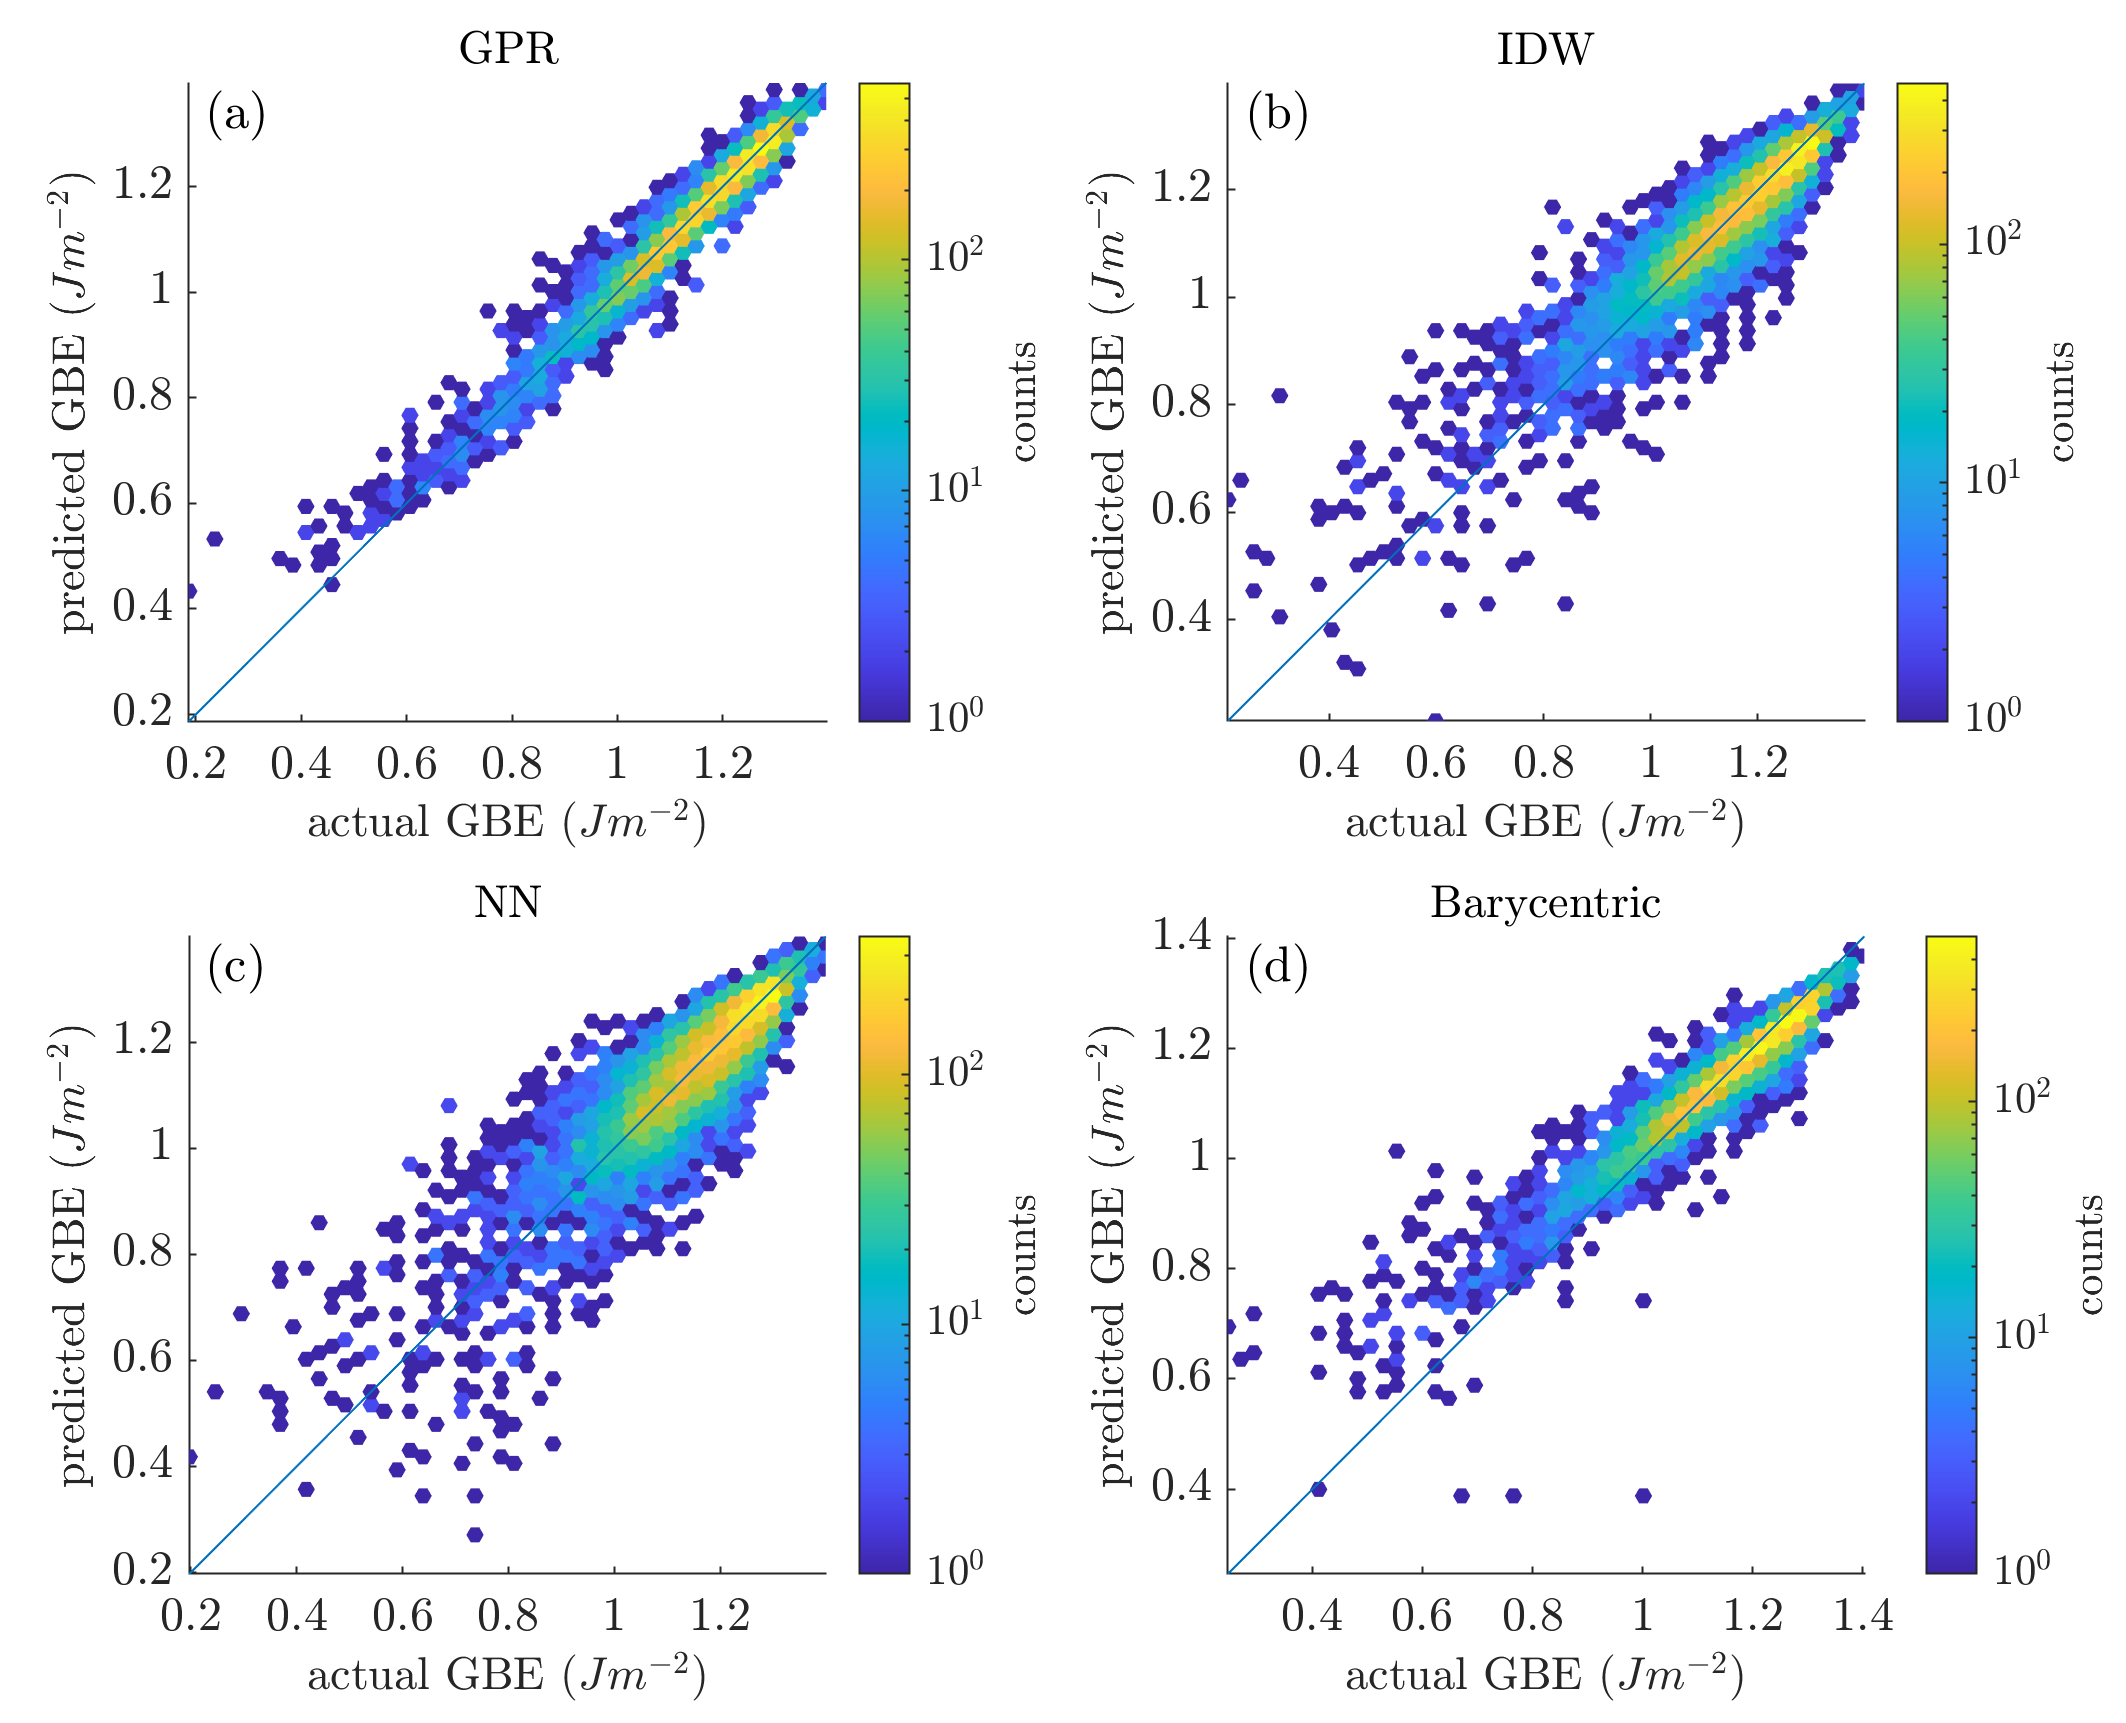 GPR
(a)
predicted GBE (Jm⁻²)
1.2
1
0.8
0.6
0.4
0.2
0.2 0.4 0.6 0.8 1 1.2
actual GBE (Jm⁻²)
10²
10¹
10⁰
counts
IDW
(b)
predicted GBE (Jm⁻²)
1.2
1
0.8
0.6
0.4
0.4 0.6 0.8 1 1.2
actual GBE (Jm⁻²)
10²
10¹
10⁰
counts
NN
(c)
predicted GBE (Jm⁻²)
1.2
1
0.8
0.6
0.4
0.2
0.2 0.4 0.6 0.8 1 1.2
actual GBE (Jm⁻²)
10²
10¹
10⁰
counts
Barycentric
(d)
predicted GBE (Jm⁻²)
1.4
1.2
1
0.8
0.6
0.4
0.4 0.6 0.8 1 1.2 1.4
actual GBE (Jm⁻²)
10²
10¹
10⁰
counts